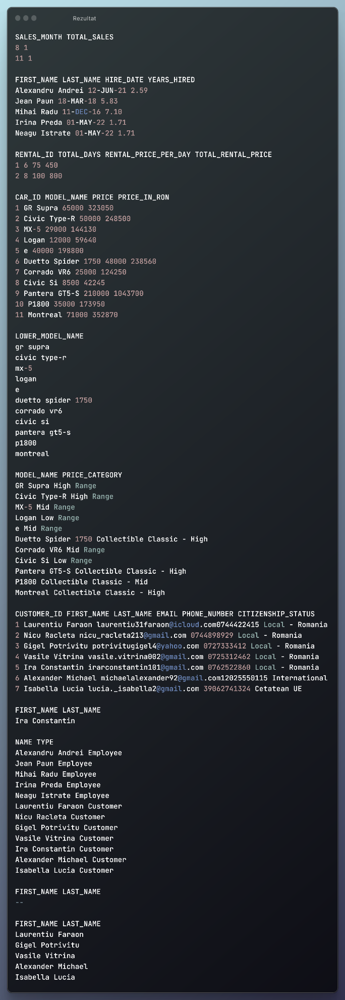 Rezultat
SALES_MONTH TOTAL_SALES
8 1
11 1
FIRST_NAME LAST_NAME HIRE_DATE YEARS_HIRED
Alexandru Andrei 12-JUN-21 2.59
Jean Paun 18-MAR-18 5.83
Mihai Radu 11-DEC-16 7.10
Irina Preda 01-MAY-22 1.71
Neagu Istrate 01-MAY-22 1.71
RENTAL_ID TOTAL_DAYS RENTAL_PRICE_PER_DAY TOTAL_RENTAL_PRICE
1 6 75 450
2 8 100 800
CAR_ID MODEL_NAME PRICE PRICE_IN_RON
1 GR Supra 65000 323050
2 Civic Type-R 50000 248500
3 MX-5 29000 144130
4 Logan 12000 59640
5 e 40000 198800
6 Duetto Spider 1750 48000 238560
7 Corrado VR6 25000 124250
8 Civic Si 8500 42245
9 Pantera GT5-S 210000 1043700
10 P1800 35000 173950
11 Montreal 71000 352870
LOWER_MODEL_NAME
gr supra
civic type-r
mx-5
logan
e
duetto spider 1750
corrado vr6
civic si
pantera gt5-s
p1800
montreal
MODEL_NAME PRICE_CATEGORY
GR Supra High Range
Civic Type-R High Range
MX-5 Mid Range
Logan Low Range
e Mid Range
Duetto Spider 1750 Collectible Classic - High
Corrado VR6 Mid Range
Civic Si Low Range
Pantera GT5-S Collectible Classic - High
P1800 Collectible Classic - Mid
Montreal Collectible Classic - High
CUSTOMER_ID FIRST_NAME LAST_NAME EMAIL PHONE_NUMBER CITIZENSHIP_STATUS
1 Laurentiu Faraon laurentiu31faraon@icloud.com0744422415 Local - Romania
2 Nicu Racleta nicu_racleta213@gmail.com 0744898929 Local - Romania
3 Gigel Potrivitu potrivitugigel4@yahoo.com 0727333412 Local - Romania
4 Vasile Vitrina vasile.vitrina002@gmail.com 0725312462 Local - Romania
5 Ira Constantin irarconstantin101@gmail.com 0762522860 Local - Romania
6 Alexander Michael michaelalexander92@gmail.com12025550115 International
7 Isabella Lucia lucia._isabella2@gmail.com 39062741324 Cetatean UE
FIRST_NAME LAST_NAME
Ira Constantin
NAME TYPE
Alexandru Andrei Employee
Jean Paun Employee
Mihai Radu Employee
Irina Preda Employee
Neagu Istrate Employee
Laurentiu Faraon Customer
Nicu Racleta Customer
Gigel Potrivitu Customer
Vasile Vitrina Customer
Ira Constantin Customer
Alexander Michael Customer
Isabella Lucia Customer
FIRST_NAME LAST_NAME
--
FIRST_NAME LAST_NAME
Laurentiu Faraon
Gigel Potrivitu
Vasile Vitrina
Alexander Michael
Isabella Lucia